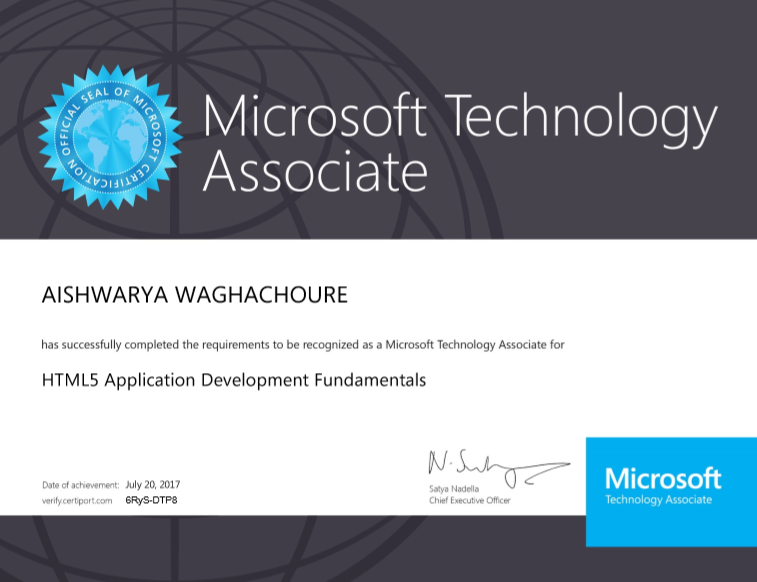 OFFICIAL SEAL OF MICROSOFT CERTIFICATION
Microsoft Technology
Associate
AISHWARYA WAGHACHOURE
has successfully completed the requirements to be recognized as a Microsoft Technology Associate for
HTML5 Application Development Fundamentals
Date of achievement: July 20, 2017
verify.certiport.com 6RyS-DTP8
Satya Nadella
Chief Executive Officer
Microsoft
Technology Associate